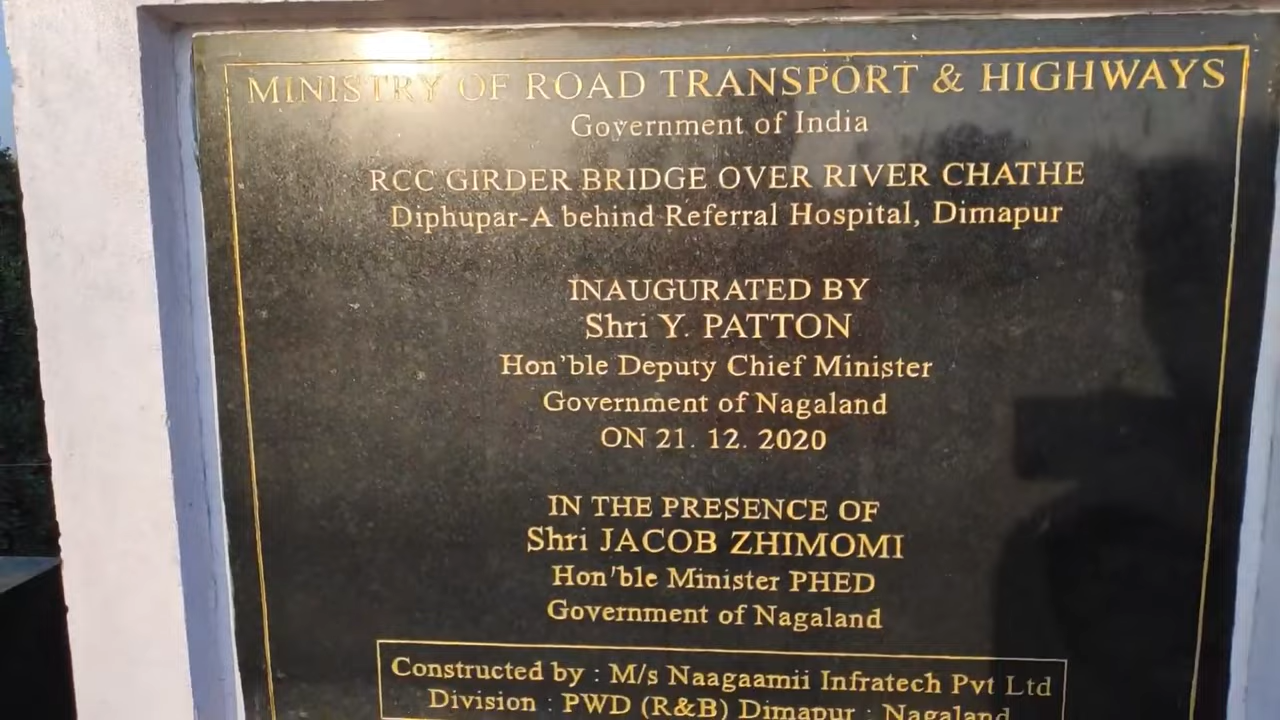 MINISTRY OF ROAD TRANSPORT & HIGHWAYS
Government of India
RCC GIRDER BRIDGE OVER RIVER CHATHE
Diphupar-A behind Referral Hospital, Dimapur
INAUGURATED BY
Shri Y. PATTON
Hon'ble Deputy Chief Minister
Government of Nagaland
ON 21. 12. 2020
IN THE PRESENCE OF
Shri JACOB ZHIMOMI
Hon'ble Minister PHED
Government of Nagaland
Constructed by : M/s Naagaamii Infratech Pvt Ltd
Division : PWD (R&B) Dimapur : Nagaland